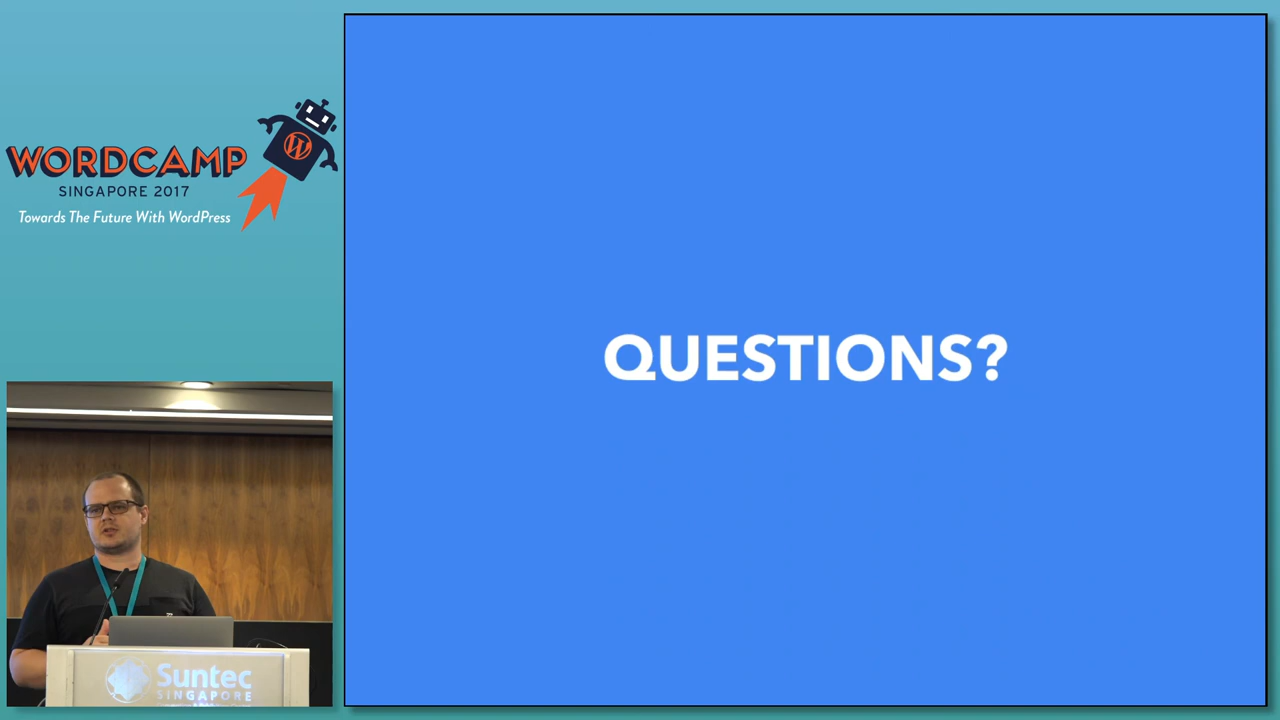 WORDCAMP
SINGAPORE 2017
Towards The Future With WordPress
QUESTIONS?
Suntec
SINGAPORE